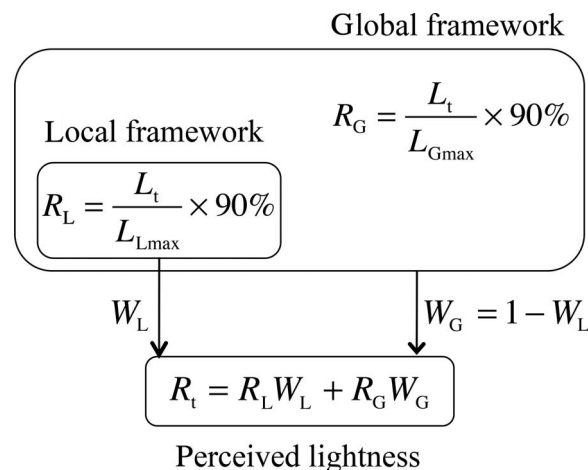 Global framework
R_G = L_t / L_Gmax × 90%
Local framework
R_L = L_t / L_Lmax × 90%
W_L
W_G = 1 − W_L
R_t = R_L W_L + R_G W_G
Perceived lightness